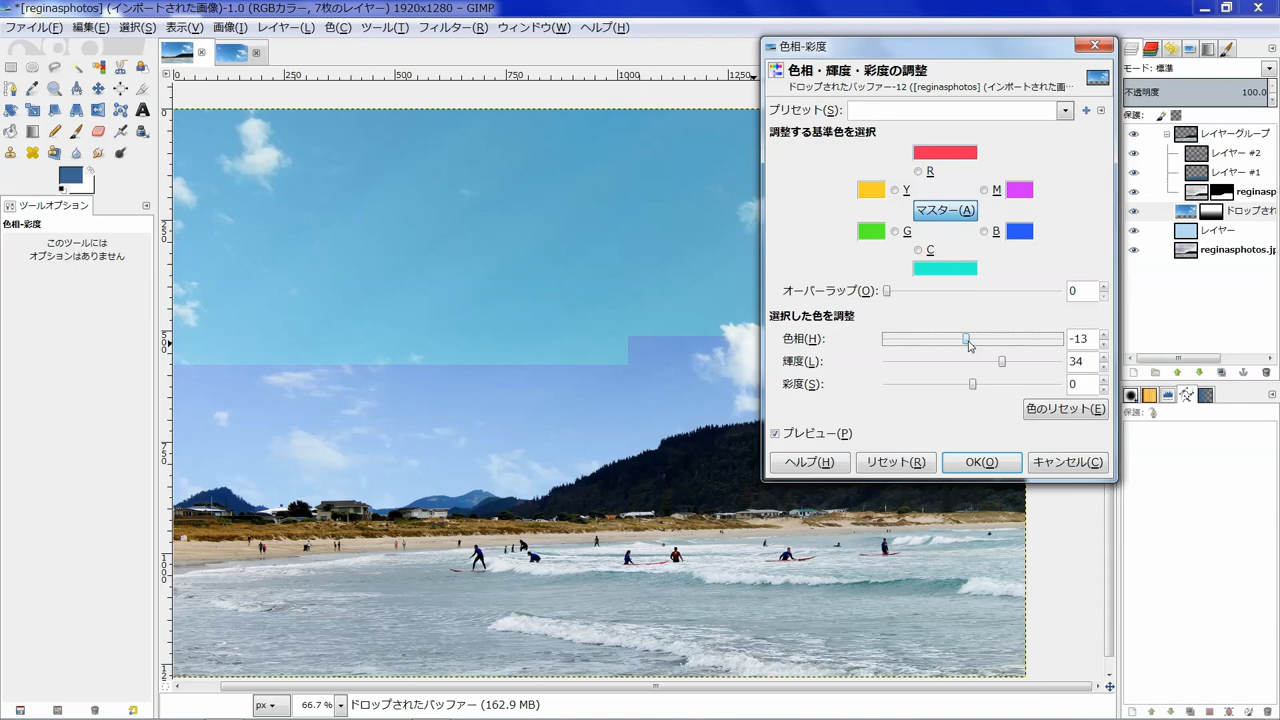 *[reginasphotos] (インポートされた画像)-1.0 (RGBカラー, 7枚のレイヤー) 1920x1280 – GIMP
ファイル(F) 編集(E) 選択(S) 表示(V) 画像(I) レイヤー(L) 色(C) ツール(T) フィルター(R) ウィンドウ(W) ヘルプ(H)
0 250 500 750 1000 1250
0
250
500
750
1000
12
ツールオプション
色相-彩度
このツールには
オプションはありません
色相-彩度
色相・輝度・彩度の調整
ドロップされたバッファー-12 ([reginasphotos] (インポートされた画…
プリセット(S):
調整する基準色を選択
R
Y
M
マスター(A)
G
B
C
オーバーラップ(O):
0
選択した色を調整
色相(H):
-13
輝度(L):
34
彩度(S):
0
色のリセット(E)
プレビュー(P)
ヘルプ(H)
リセット(R)
OK(O)
キャンセル(C)
モード: 標準
不透明度
100.0
保護:
レイヤーグループ
レイヤー #2
レイヤー #1
reginasp
ドロップされ
レイヤー
reginasphotos.jp
保護:
px
66.7 %
ドロップされたバッファー (162.9 MB)